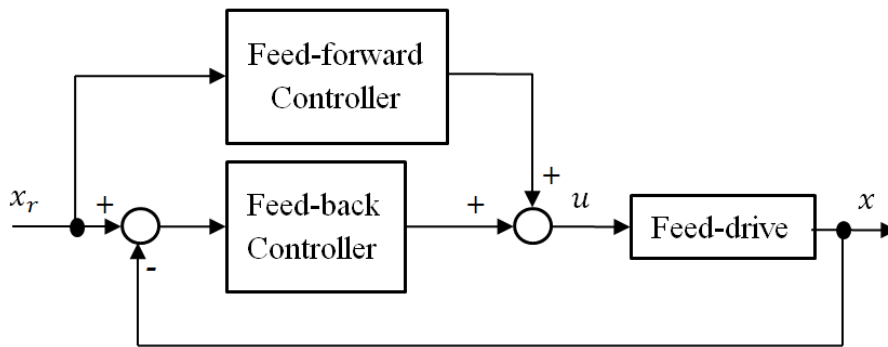 Feed-forward
Controller
+
x_r
+
Feed-back
Controller
+
u
Feed-drive
x
-